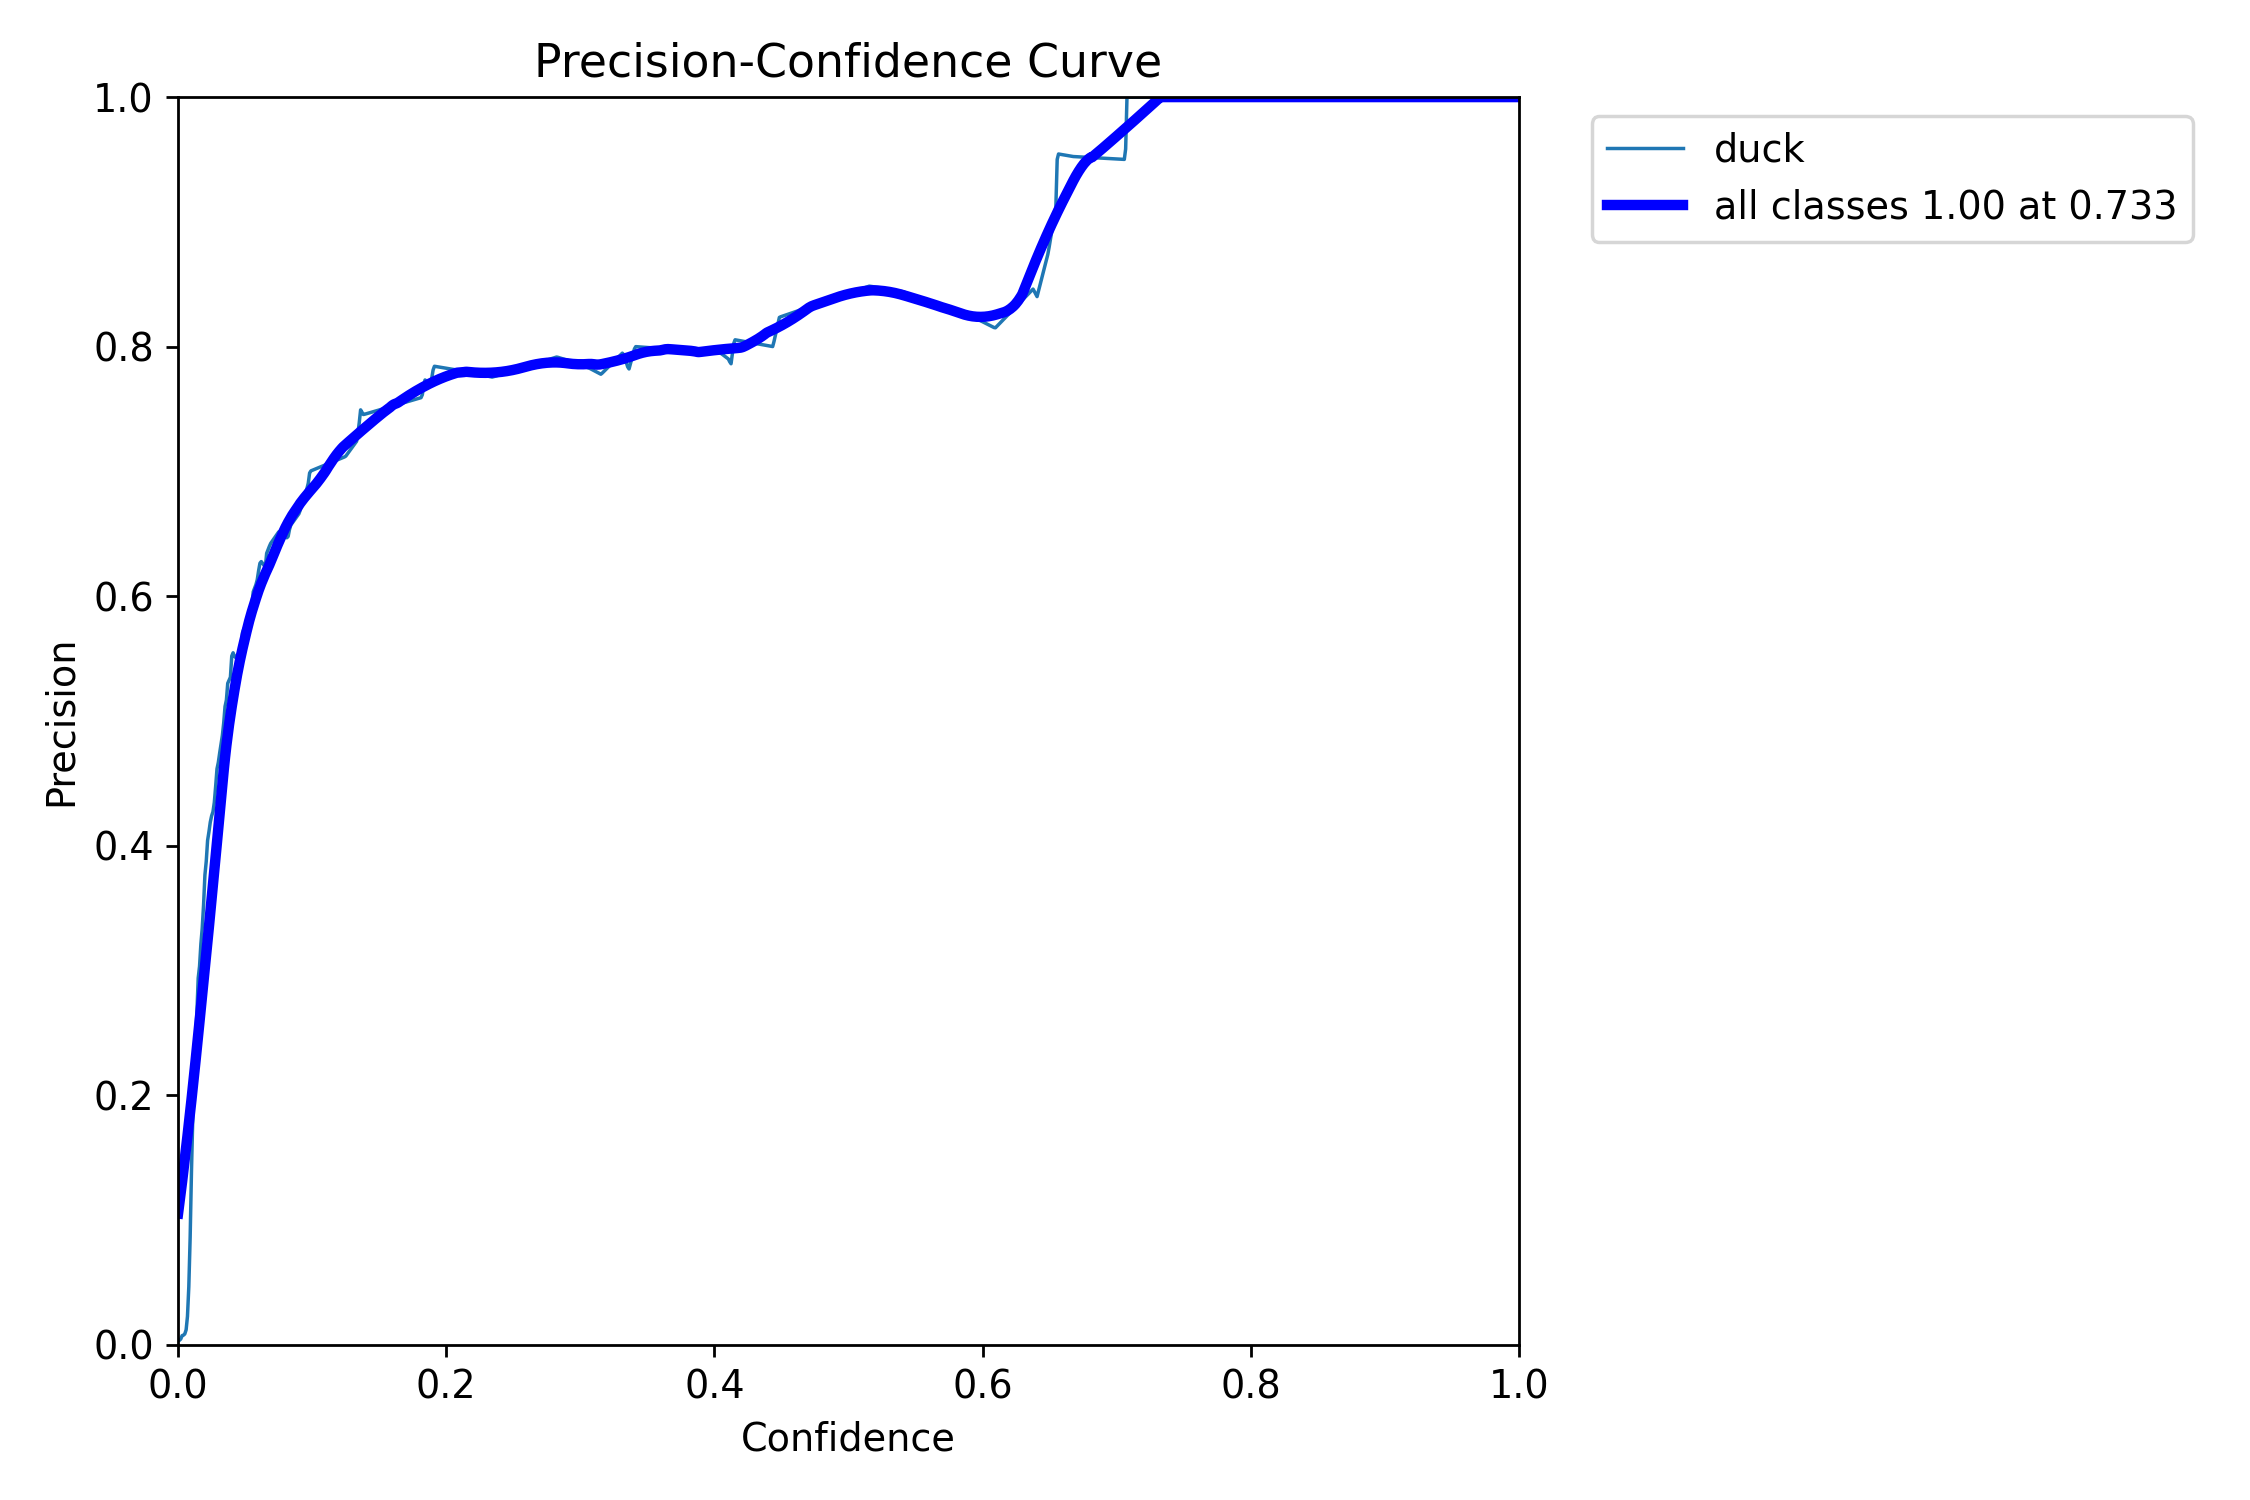 Precision-Confidence Curve
1.0
0.8
0.6
0.4
0.2
0.0
Precision
0.0 0.2 0.4 0.6 0.8 1.0
Confidence
duck
all classes 1.00 at 0.733